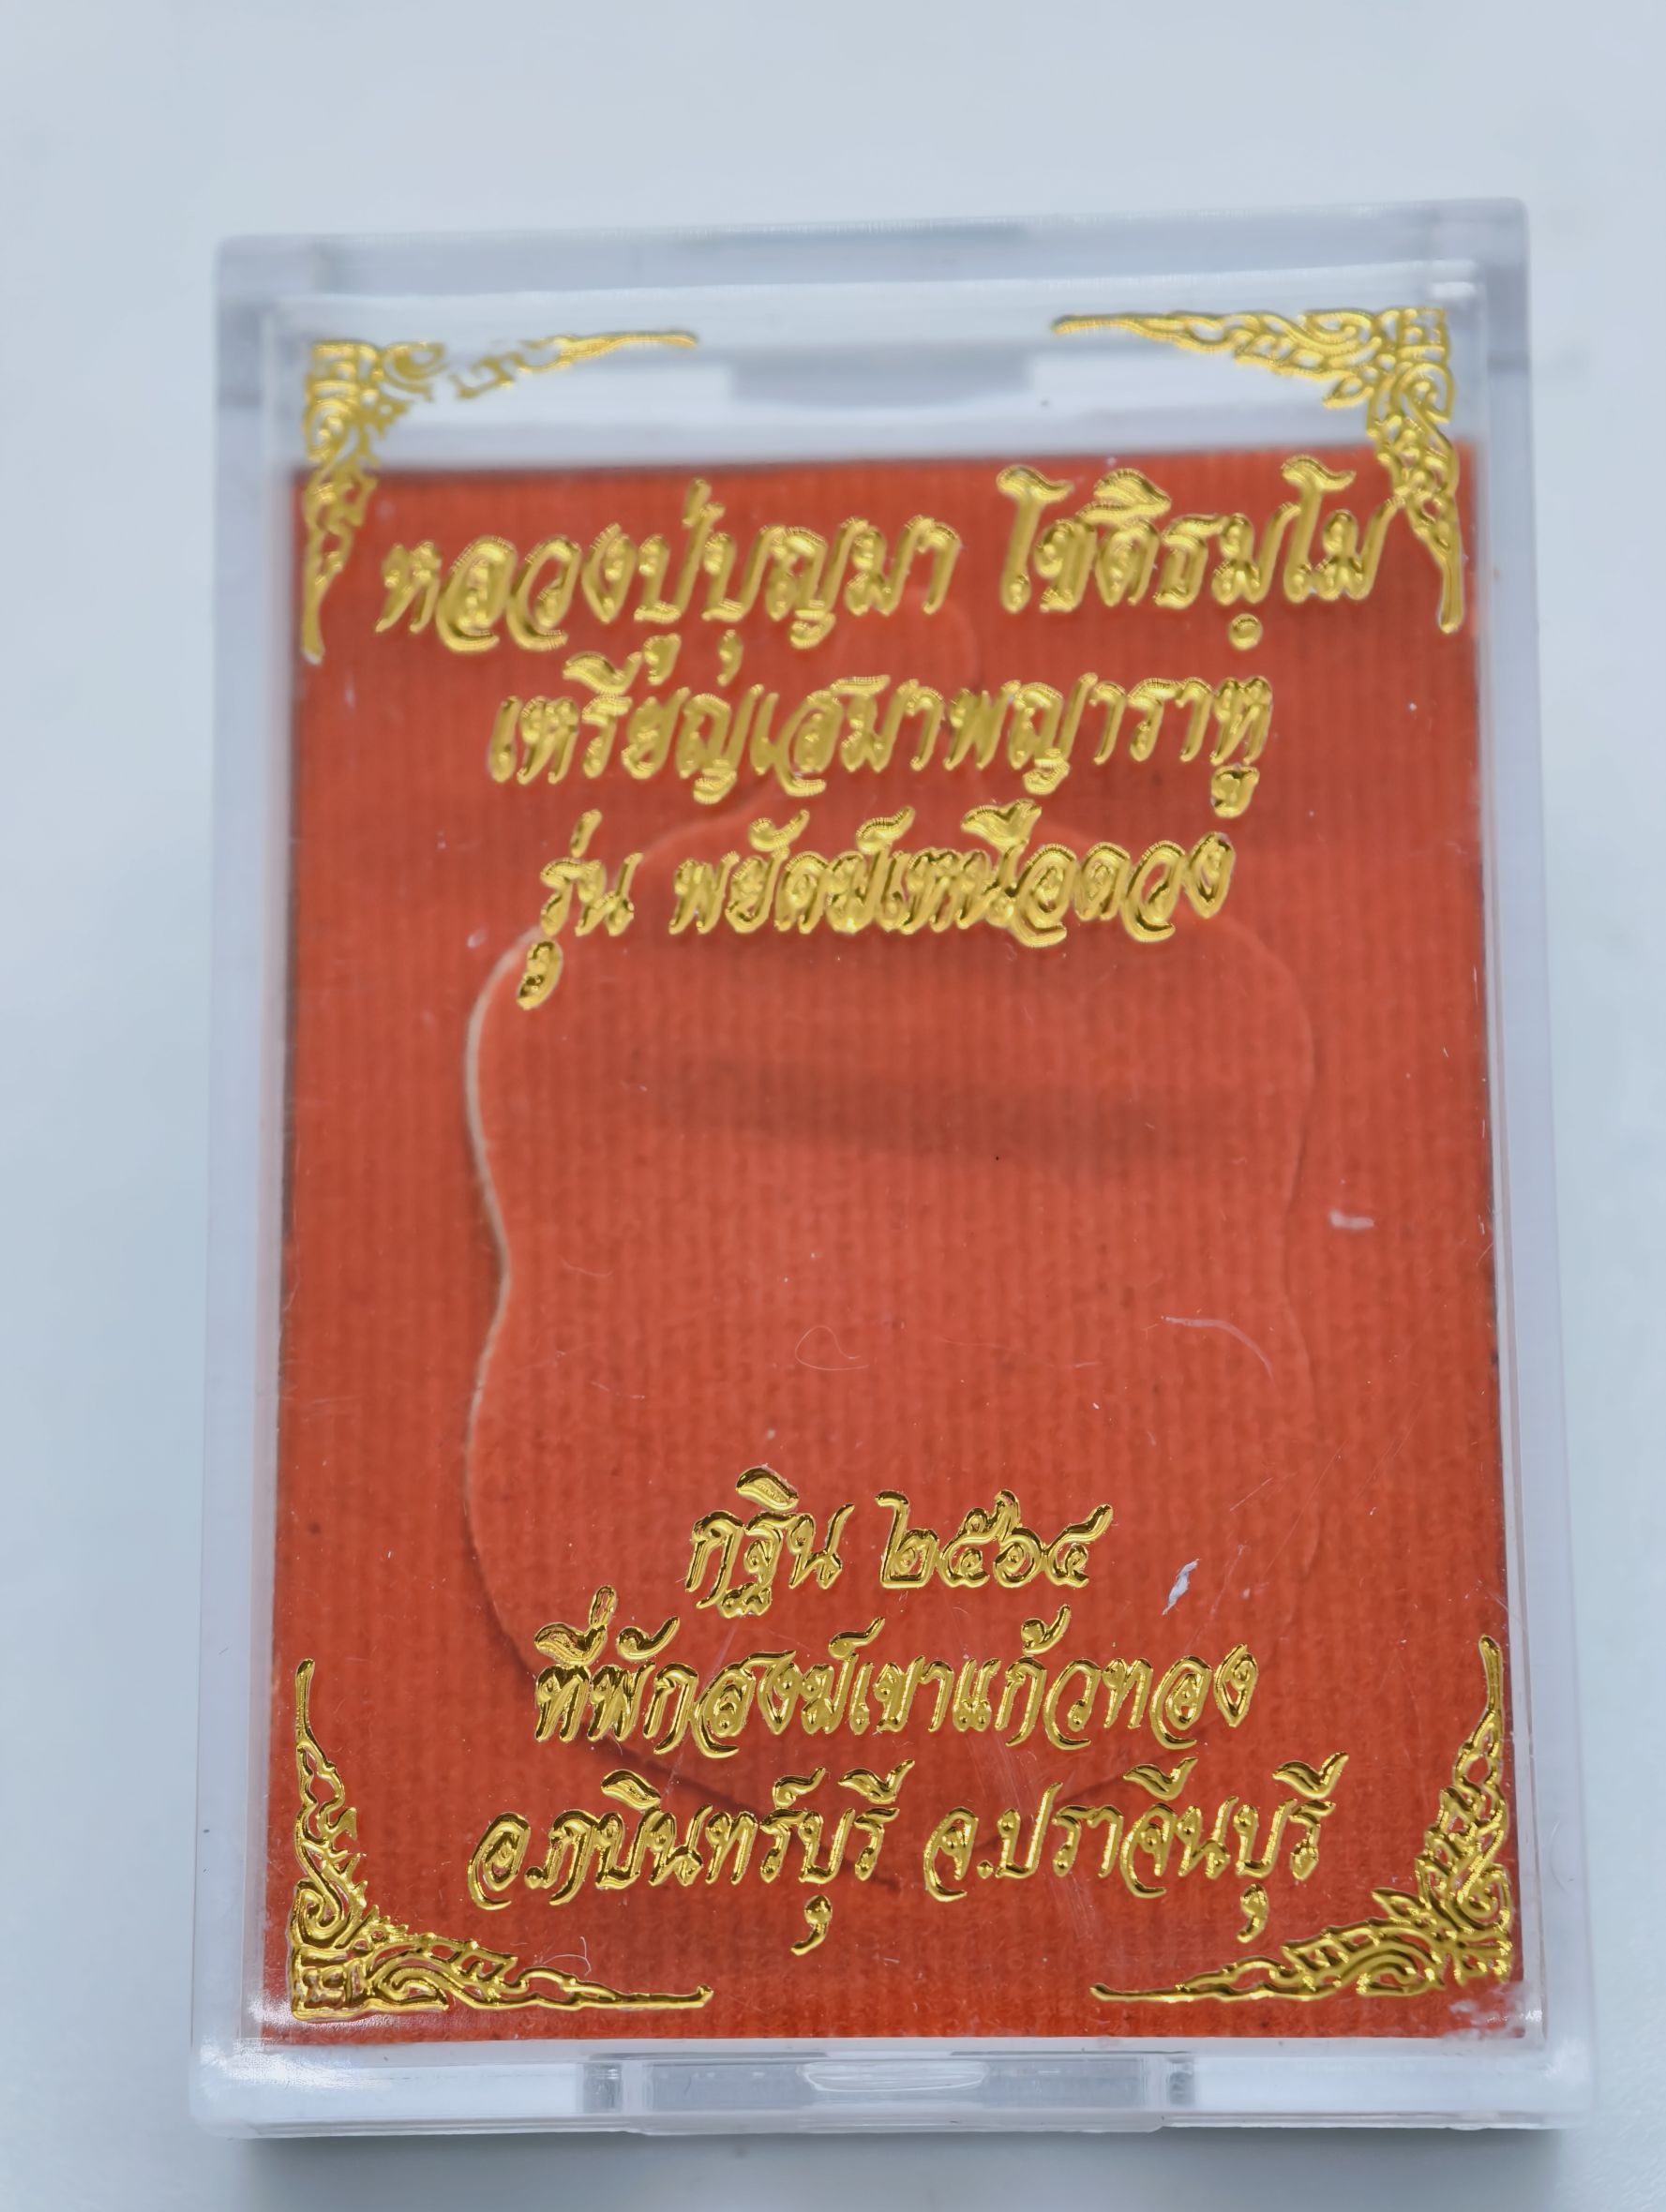 หลวงปู่บุญมา โชติธมฺโม
เหรียญเสมาพญาราหู
รุ่น พยัคฆ์เหนือดวง
กฐิน ๒๕๖๔
ที่พักสงฆ์เขาแก้วทอง
อ.กบินทร์บุรี จ.ปราจีนบุรี